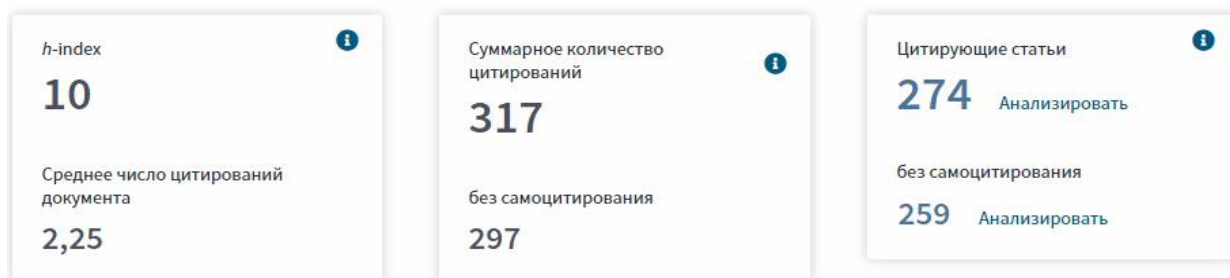 h-index
10
Среднее число цитирований
документа
2,25
Суммарное количество
цитирований
317
без самоцитирования
297
Цитирующие статьи
274 Анализировать
без самоцитирования
259 Анализировать